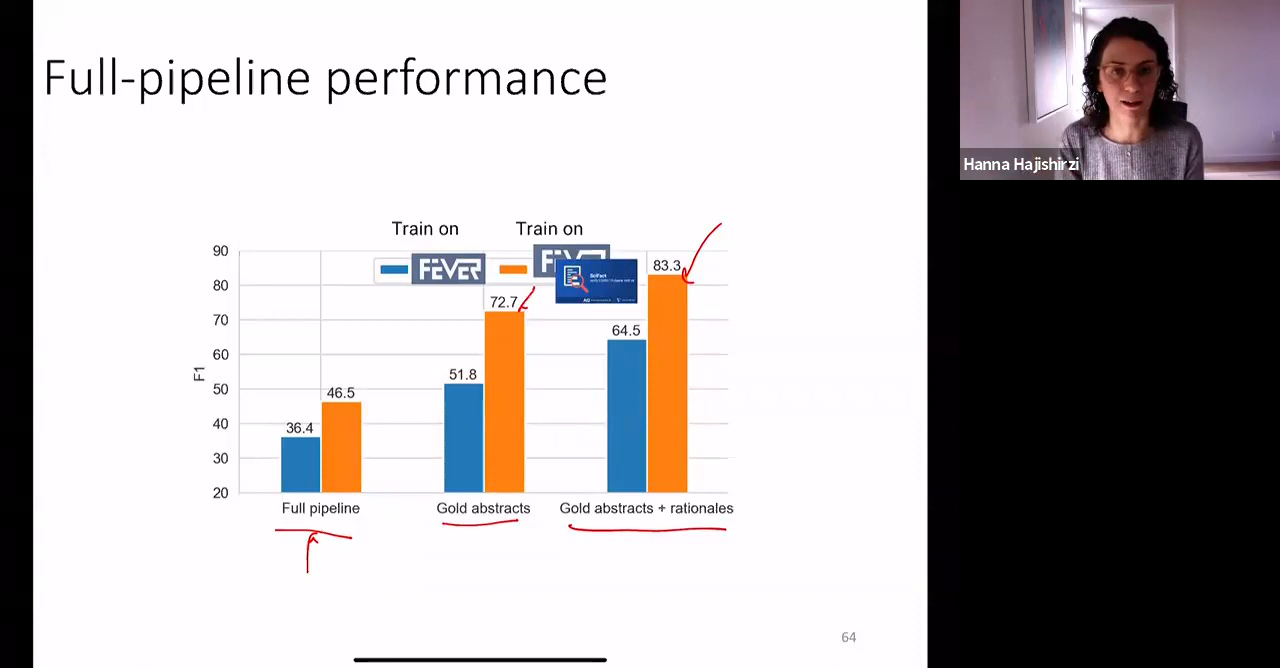 Full-pipeline performance
Hanna Hajishirzi
Train on
Train on
FEVER
FEVER
SciFact
90
80
70
60
50
40
30
20
F1
36.4
46.5
51.8
72.7
64.5
83.3
Full pipeline
Gold abstracts
Gold abstracts + rationales
64